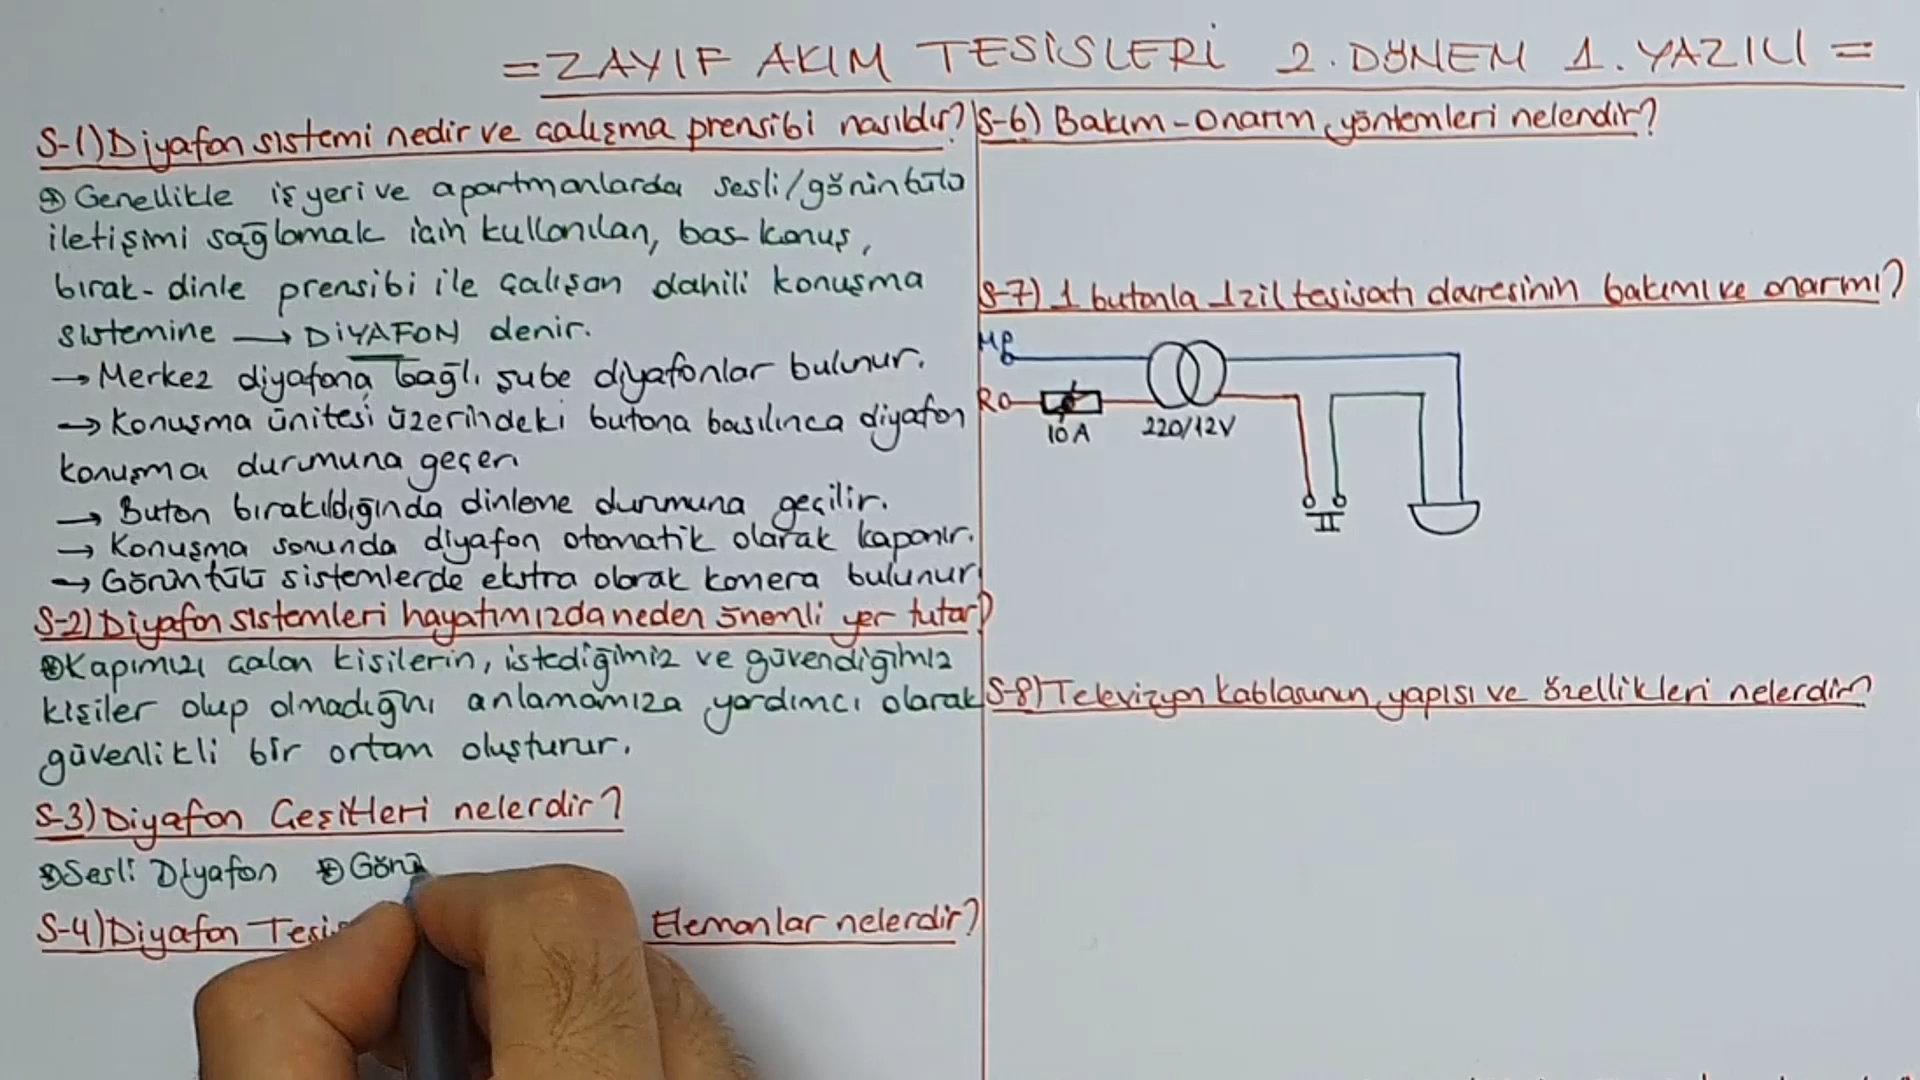 =ZAYIF AKIM TESİSLERİ 2.DÖNEM 1.YAZILI=
S-1) Diyafon sistemi nedir ve çalışma prensibi nasıldır?
Genellikle iş yeri ve apartmanlarda sesli/görüntülü
iletişimi sağlamak için kullanılan, bas-konuş,
bırak-dinle prensibi ile çalışan dahili konuşma
sistemine → DİYAFON denir.
→ Merkez diyafona bağlı şube diyafonlar bulunur.
→ Konuşma ünitesi üzerindeki butona basılınca diyafon
konuşma durumuna geçer.
→ Buton bırakıldığında dinleme durmuna geçilir.
→ Konuşma sonunda diyafon otomatik olarak kapanır.
→ Görüntülü sistemlerde ekstra olarak kamera bulunur
S-2) Diyafon sistemleri hayatımızda neden önemli yer tutar?
Kapımızı çalan kişilerin, istediğimiz ve güvendiğimiz
kişiler olup olmadığnı anlamamıza yardımcı olarak
güvenlikli bir ortam oluşturur.
S-3) Diyafon Çeşitleri nelerdir?
Sesli Diyafon
S-4) Diyafon Elemanlar nelerdir?
S-6) Bakım-Onarım yöntemleri nelerdir?
S-7) 1 butonla 1 zil tesisatı devresinin bakımı ve onarmı?
Mp
R
10A
220/12V
S-8) Televizyon kablosunun yapısı ve özellikleri nelerdir?